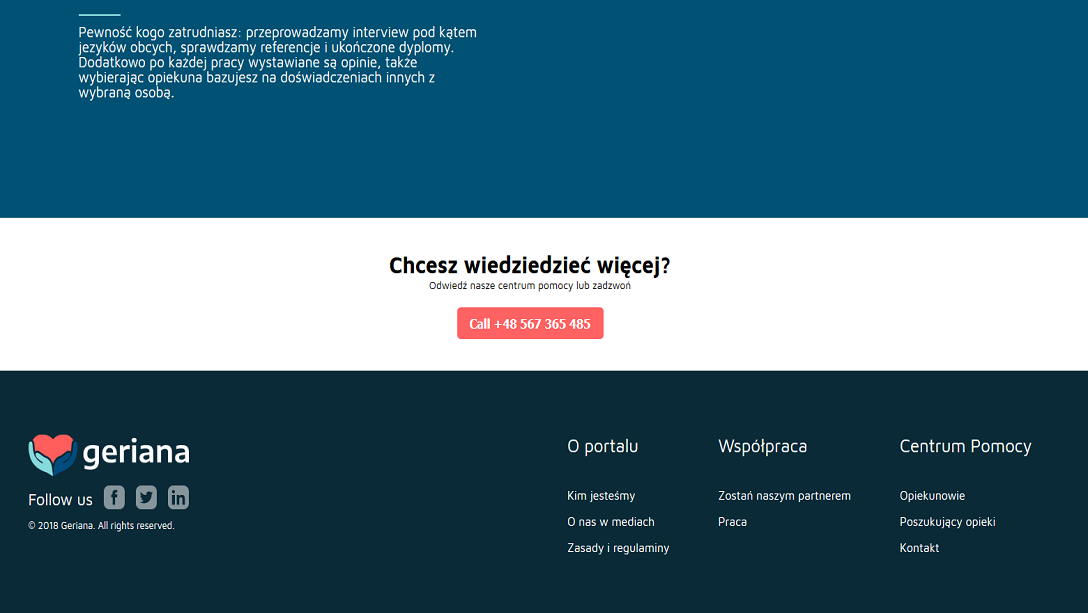 Pewność kogo zatrudniasz: przeprowadzamy interview pod kątem
jezyków obcych, sprawdzamy referencje i ukończone dyplomy.
Dodatkowo po każdej pracy wystawiane są opinie, także
wybierając opiekuna bazujesz na doświadczeniach innych z
wybraną osobą.
Chcesz wiedziedzieć więcej?
Odwiedź nasze centrum pomocy lub zadzwoń
Call +48 567 365 485
geriana
Follow us
© 2018 Geriana. All rights reserved.
O portalu
Kim jesteśmy
O nas w mediach
Zasady i regulaminy
Współpraca
Zostań naszym partnerem
Praca
Centrum Pomocy
Opiekunowie
Poszukujący opieki
Kontakt